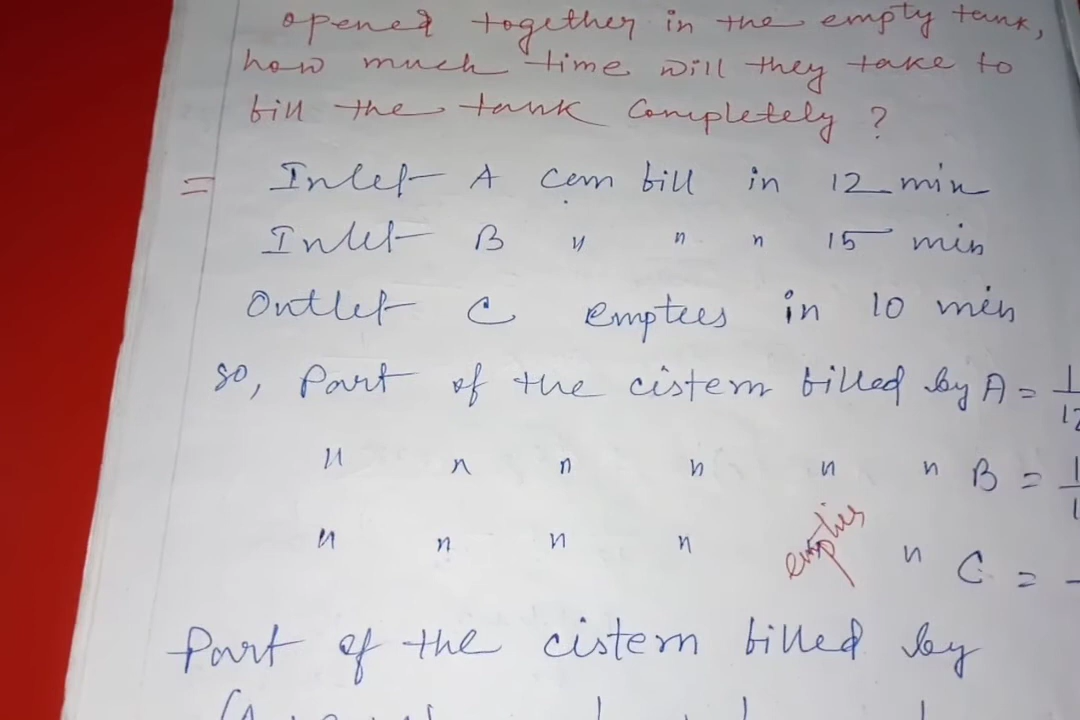 opened together in the empty tank,
how much time will they take to
fill the tank Completely ?
= Inlet A can fill in 12 min
Inlet B " " " 15 min
Outlet C emptees in 10 min
so, Part of the cistern filled by A = 1/12
" " " " " " B = 1/1
" " " " empties " C =
Part of the cistern filled by